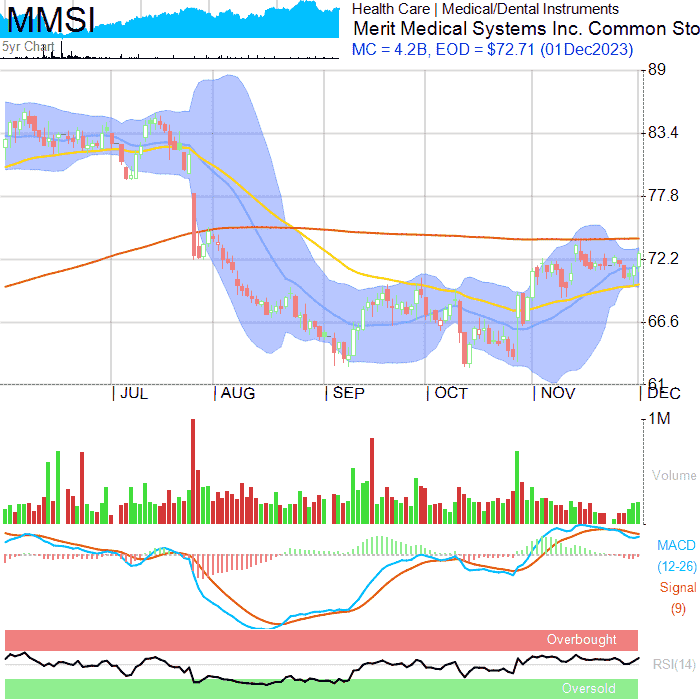 MMSI
5yr Chart
Health Care | Medical/Dental Instruments
Merit Medical Systems Inc. Common Sto
MC = 4.2B, EOD = $72.71 (01Dec2023)
89
83.4
77.8
72.2
66.6
61
| JUL | AUG | SEP | OCT | NOV | DEC
1M
Volume
MACD
(12-26)
Signal
(9)
Overbought
RSI(14)
Oversold